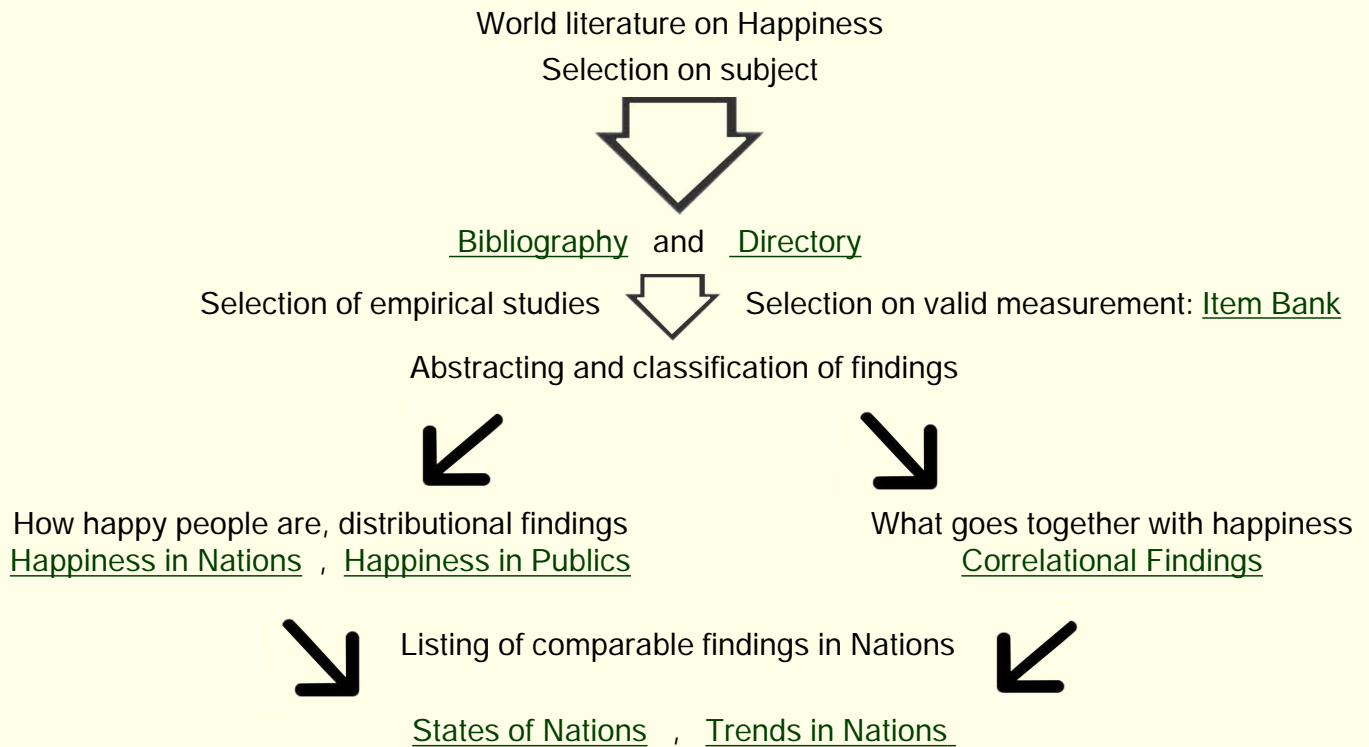 World literature on Happiness
Selection on subject
Bibliography and Directory
Selection of empirical studies Selection on valid measurement: Item Bank
Abstracting and classification of findings
How happy people are, distributional findings
Happiness in Nations , Happiness in Publics
What goes together with happiness
Correlational Findings
Listing of comparable findings in Nations
States of Nations , Trends in Nations